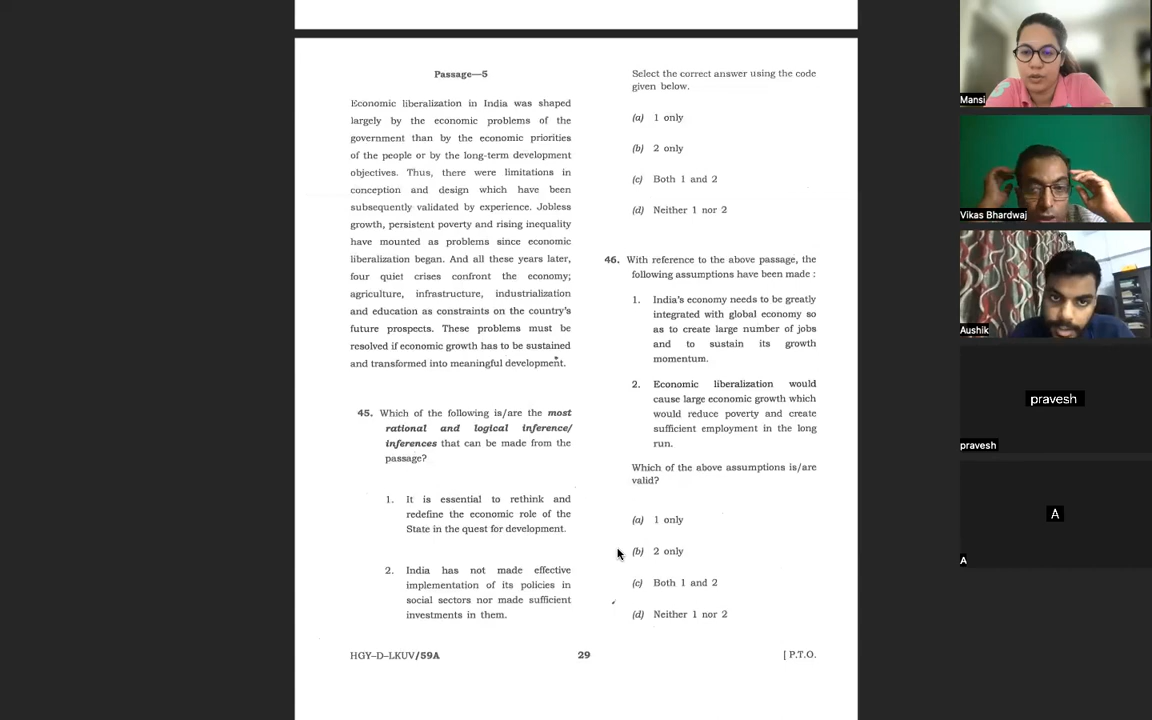 Passage—5
Economic liberalization in India was shaped
largely by the economic problems of the
government than by the economic priorities
of the people or by the long-term development
objectives. Thus, there were limitations in
conception and design which have been
subsequently validated by experience. Jobless
growth, persistent poverty and rising inequality
have mounted as problems since economic
liberalization began. And all these years later,
four quiet crises confront the economy;
agriculture, infrastructure, industrialization
and education as constraints on the country's
future prospects. These problems must be
resolved if economic growth has to be sustained
and transformed into meaningful development.
45. Which of the following is/are the most
rational and logical inference/
inferences that can be made from the
passage?
1. It is essential to rethink and
redefine the economic role of the
State in the quest for development.
2. India has not made effective
implementation of its policies in
social sectors nor made sufficient
investments in them.
Select the correct answer using the code
given below.
(a) 1 only
(b) 2 only
(c) Both 1 and 2
(d) Neither 1 nor 2
46. With reference to the above passage, the
following assumptions have been made :
1. India's economy needs to be greatly
integrated with global economy so
as to create large number of jobs
and to sustain its growth
momentum.
2. Economic liberalization would
cause large economic growth which
would reduce poverty and create
sufficient employment in the long
run.
Which of the above assumptions is/are
valid?
(a) 1 only
(b) 2 only
(c) Both 1 and 2
(d) Neither 1 nor 2
HGY–D–LKUV/59A
29
[ P.T.O.
Mansi
Vikas Bhardwaj
Aushik
pravesh
pravesh
A
A